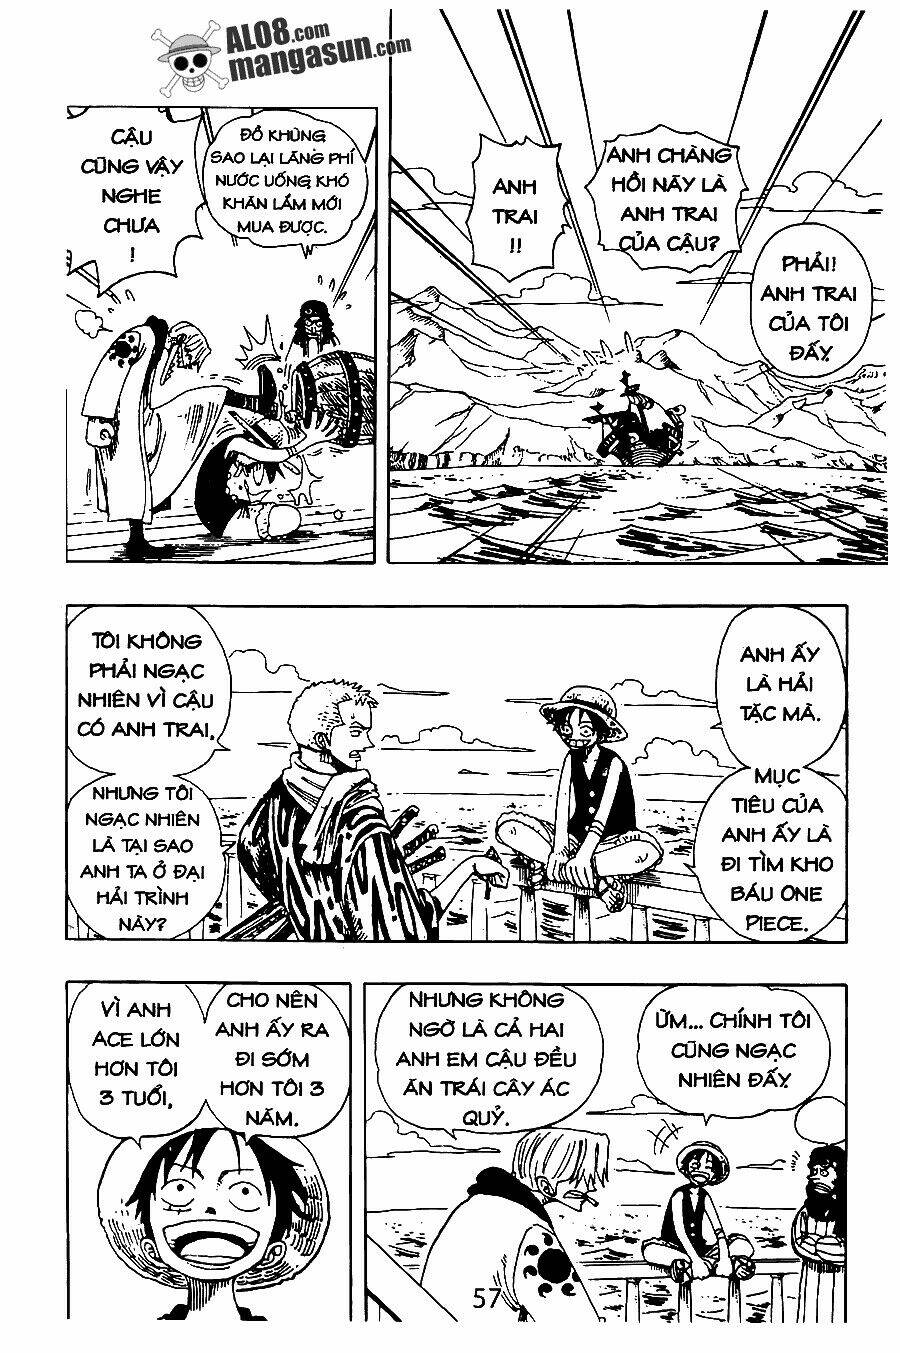 ALO8.com
mangasun.com
ANH CHÀNG
HỒI NÃY LÀ
ANH TRAI
CỦA CẬU?
PHẢI!
ANH TRAI
CỦA TÔI
ĐẤY.
ANH
TRAI
!!
ĐỒ KHÙNG,
SAO LẠI LÃNG PHÍ
NƯỚC UỐNG, KHÓ
KHĂN LẮM MỚI
MUA ĐƯỢC.
CẬU
CŨNG VẬY
NGHE
CHƯA
!
ANH ẤY
LÀ HẢI
TẶC MÀ.
MỤC
TIÊU CỦA
ANH ẤY LÀ
ĐI TÌM KHO
BÁU ONE
PIECE.
TÔI KHÔNG
PHẢI NGẠC
NHIÊN VÌ CẬU
CÓ ANH TRAI,
NHƯNG TÔI
NGẠC NHIÊN
LÀ TẠI SAO
ANH TA Ở ĐẠI
HẢI TRÌNH
NÀY?
CHO NÊN
ANH ẤY RA
ĐI SỚM
HƠN TÔI 3
NĂM.
VÌ ANH
ACE LỚN
HƠN TÔI
3 TUỔI,
ỪM... CHÍNH TÔI
CŨNG NGẠC
NHIÊN ĐẤY.
NHƯNG KHÔNG
NGỜ LÀ CẢ HAI
ANH EM CẬU ĐỀU
ĂN TRÁI CÂY ÁC
QUỶ.
57